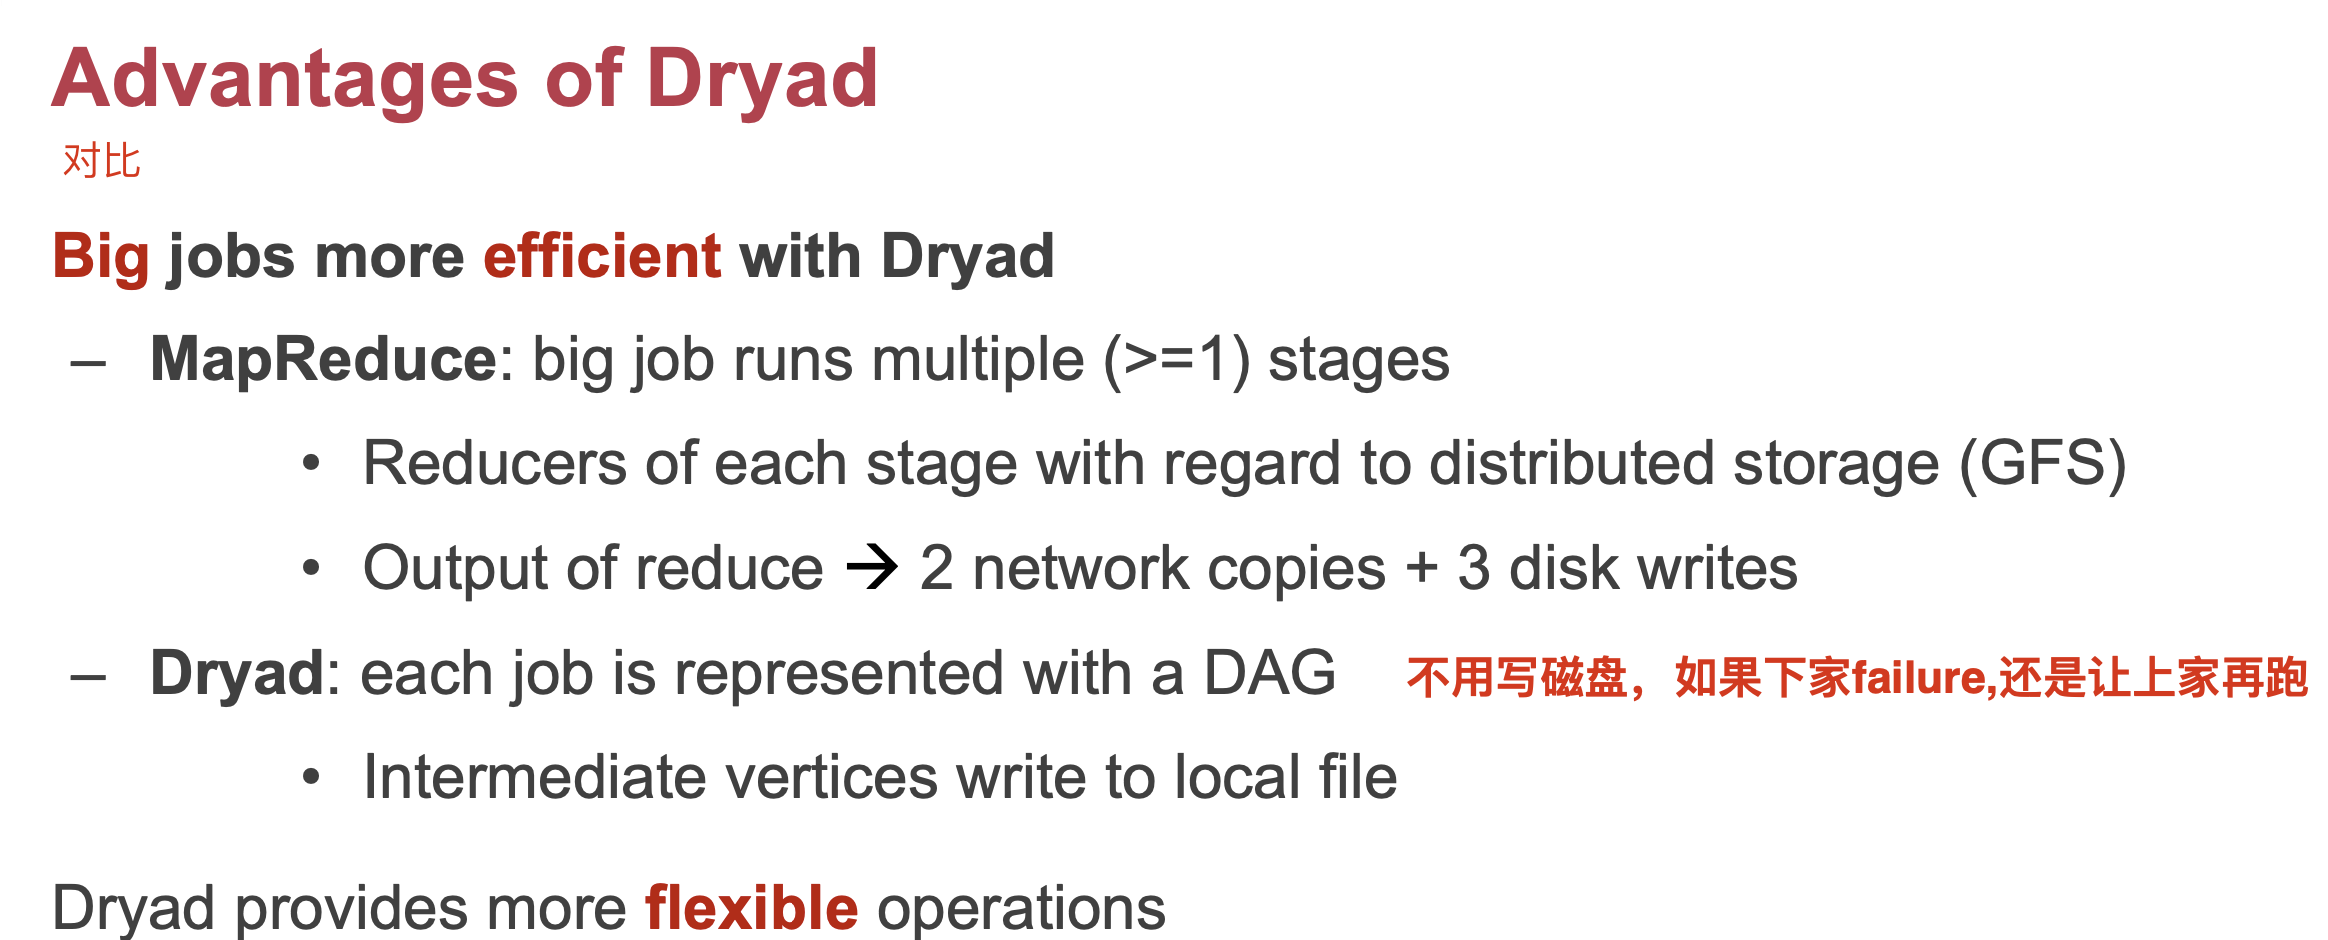 Advantages of Dryad
对比
Big jobs more efficient with Dryad
– MapReduce: big job runs multiple (>=1) stages
• Reducers of each stage with regard to distributed storage (GFS)
• Output of reduce → 2 network copies + 3 disk writes
– Dryad: each job is represented with a DAG 不用写磁盘，如果下家failure,还是让上家再跑
• Intermediate vertices write to local file
Dryad provides more flexible operations